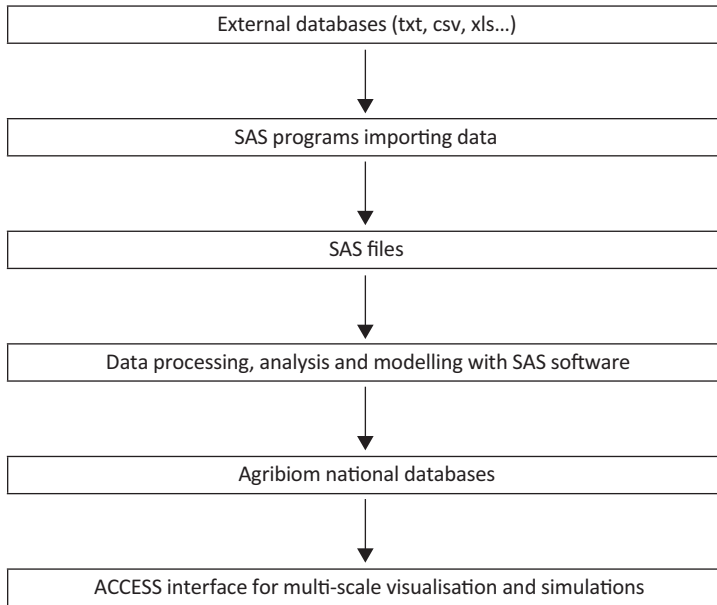 External databases (txt, csv, xls…)
SAS programs importing data
SAS files
Data processing, analysis and modelling with SAS software
Agribiom national databases
ACCESS interface for multi-scale visualisation and simulations